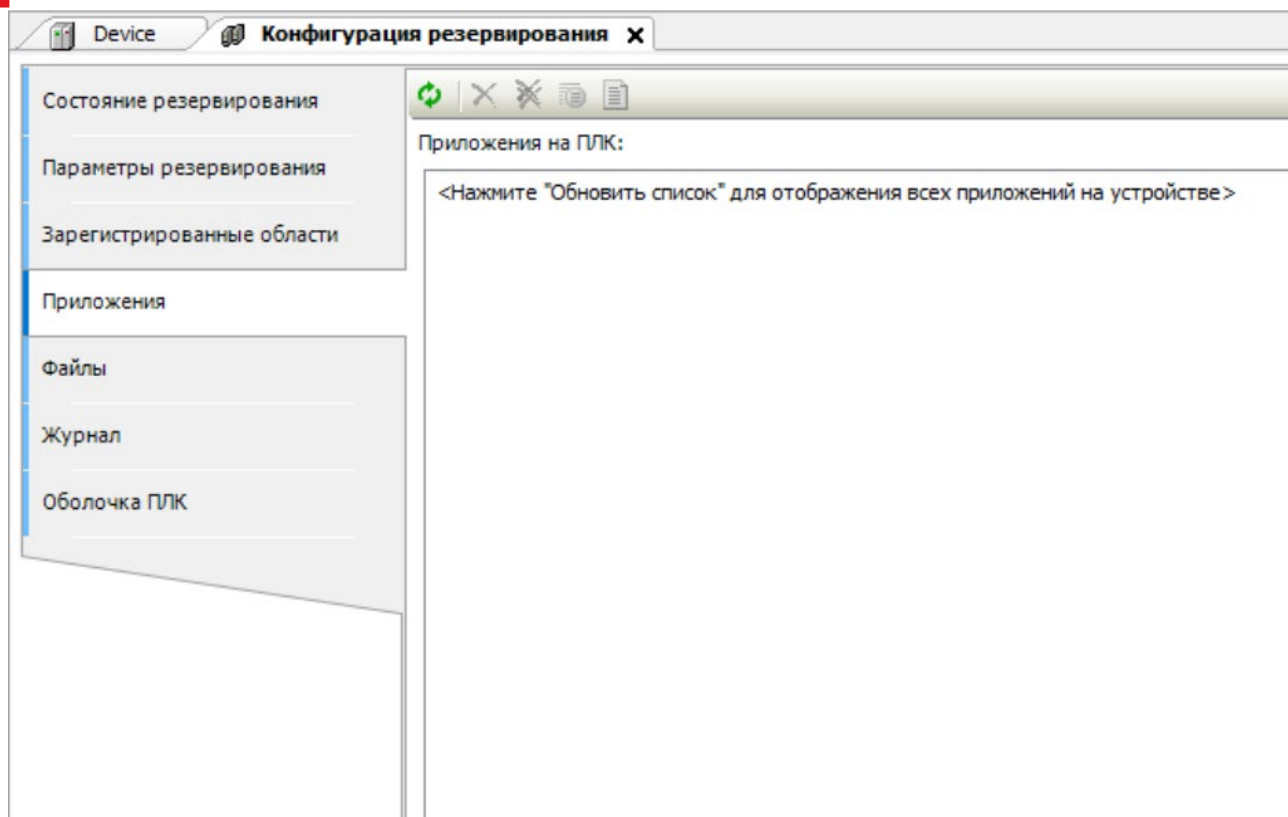 Device
Конфигурация резервирования
Состояние резервирования
Параметры резервирования
Зарегистрированные области
Приложения
Файлы
Журнал
Оболочка ПЛК
Приложения на ПЛК:
<Нажмите "Обновить список" для отображения всех приложений на устройстве>